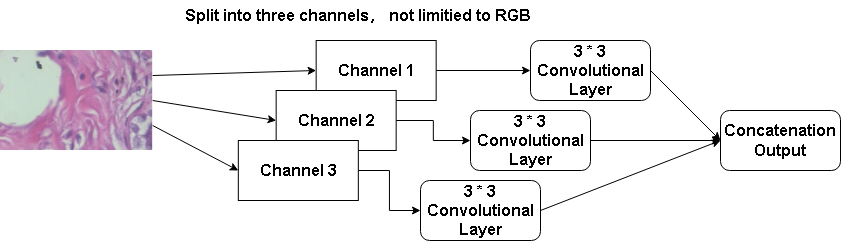 Split into three channels, not limitied to RGB
Channel 1
3 * 3
Convolutional
Layer
Channel 2
3 * 3
Convolutional
Layer
Concatenation
Output
Channel 3
3 * 3
Convolutional
Layer